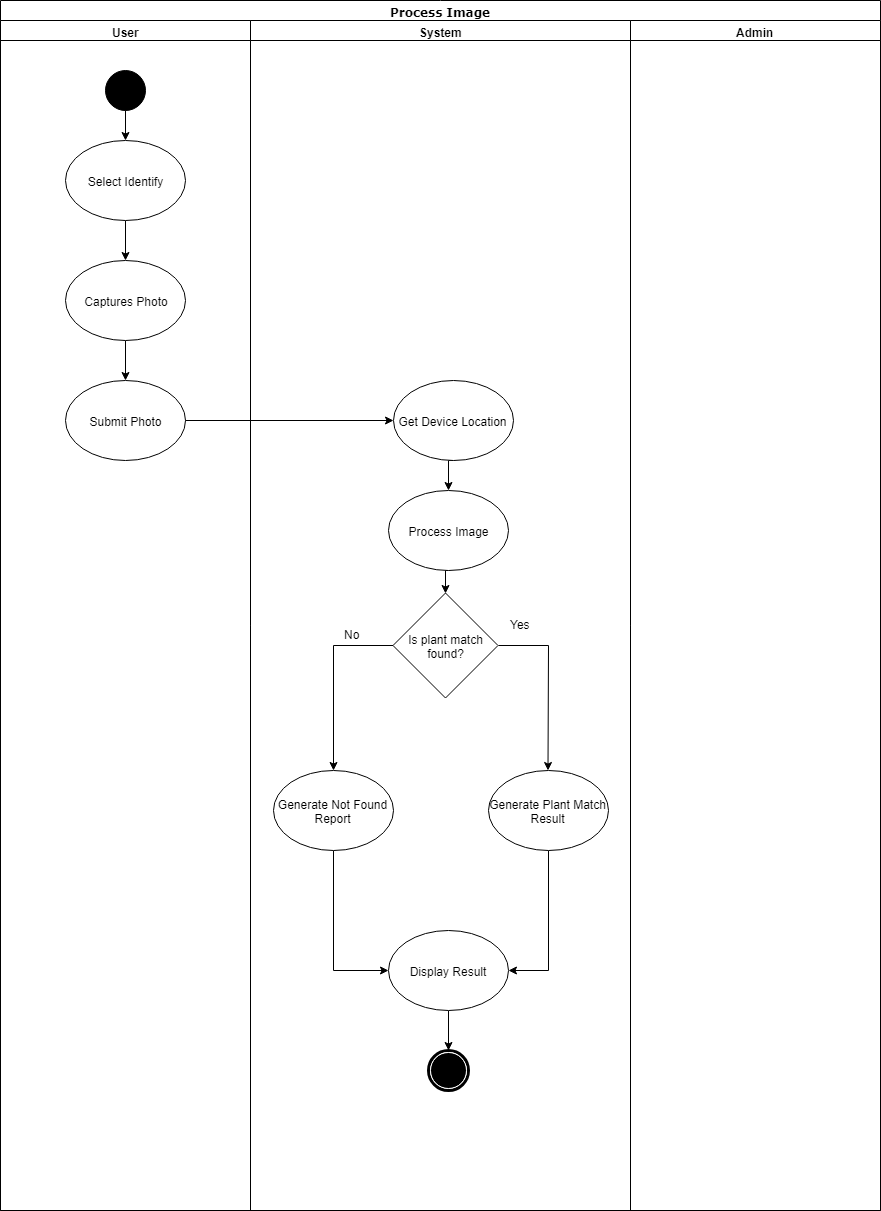 Process Image
User
System
Admin
Select Identify
Captures Photo
Submit Photo
Get Device Location
Process Image
Is plant match
found?
No
Yes
Generate Not Found
Report
Generate Plant Match
Result
Display Result